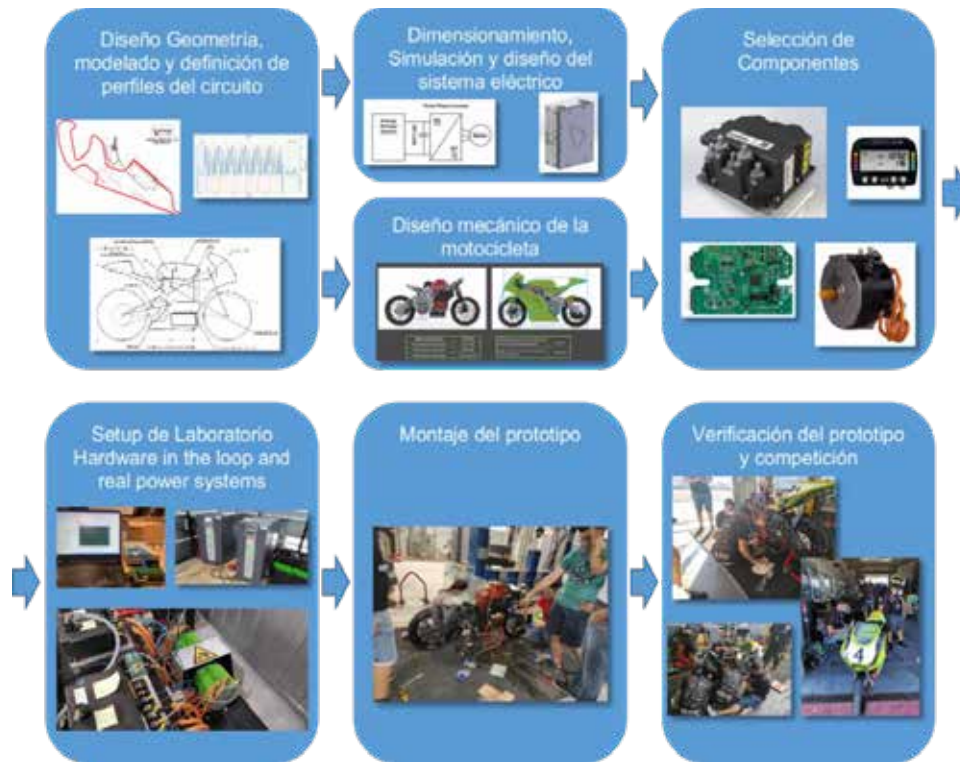 Diseño Geometría,
modelado y definición de
perfiles del circuito
Dimensionamiento,
Simulación y diseño del
sistema eléctrico
Selección de
Componentes
Diseño mecánico de la
motocicleta
Setup de Laboratorio
Hardware in the loop and
real power systems
Montaje del prototipo
Verificación del prototipo
y competición
4